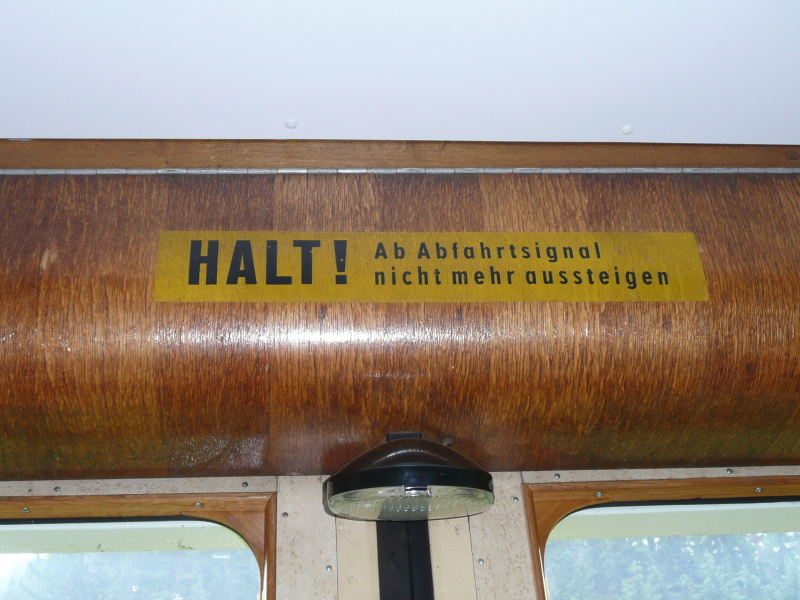 HALT!
Ab Abfahrtsignal
nicht mehr aussteigen